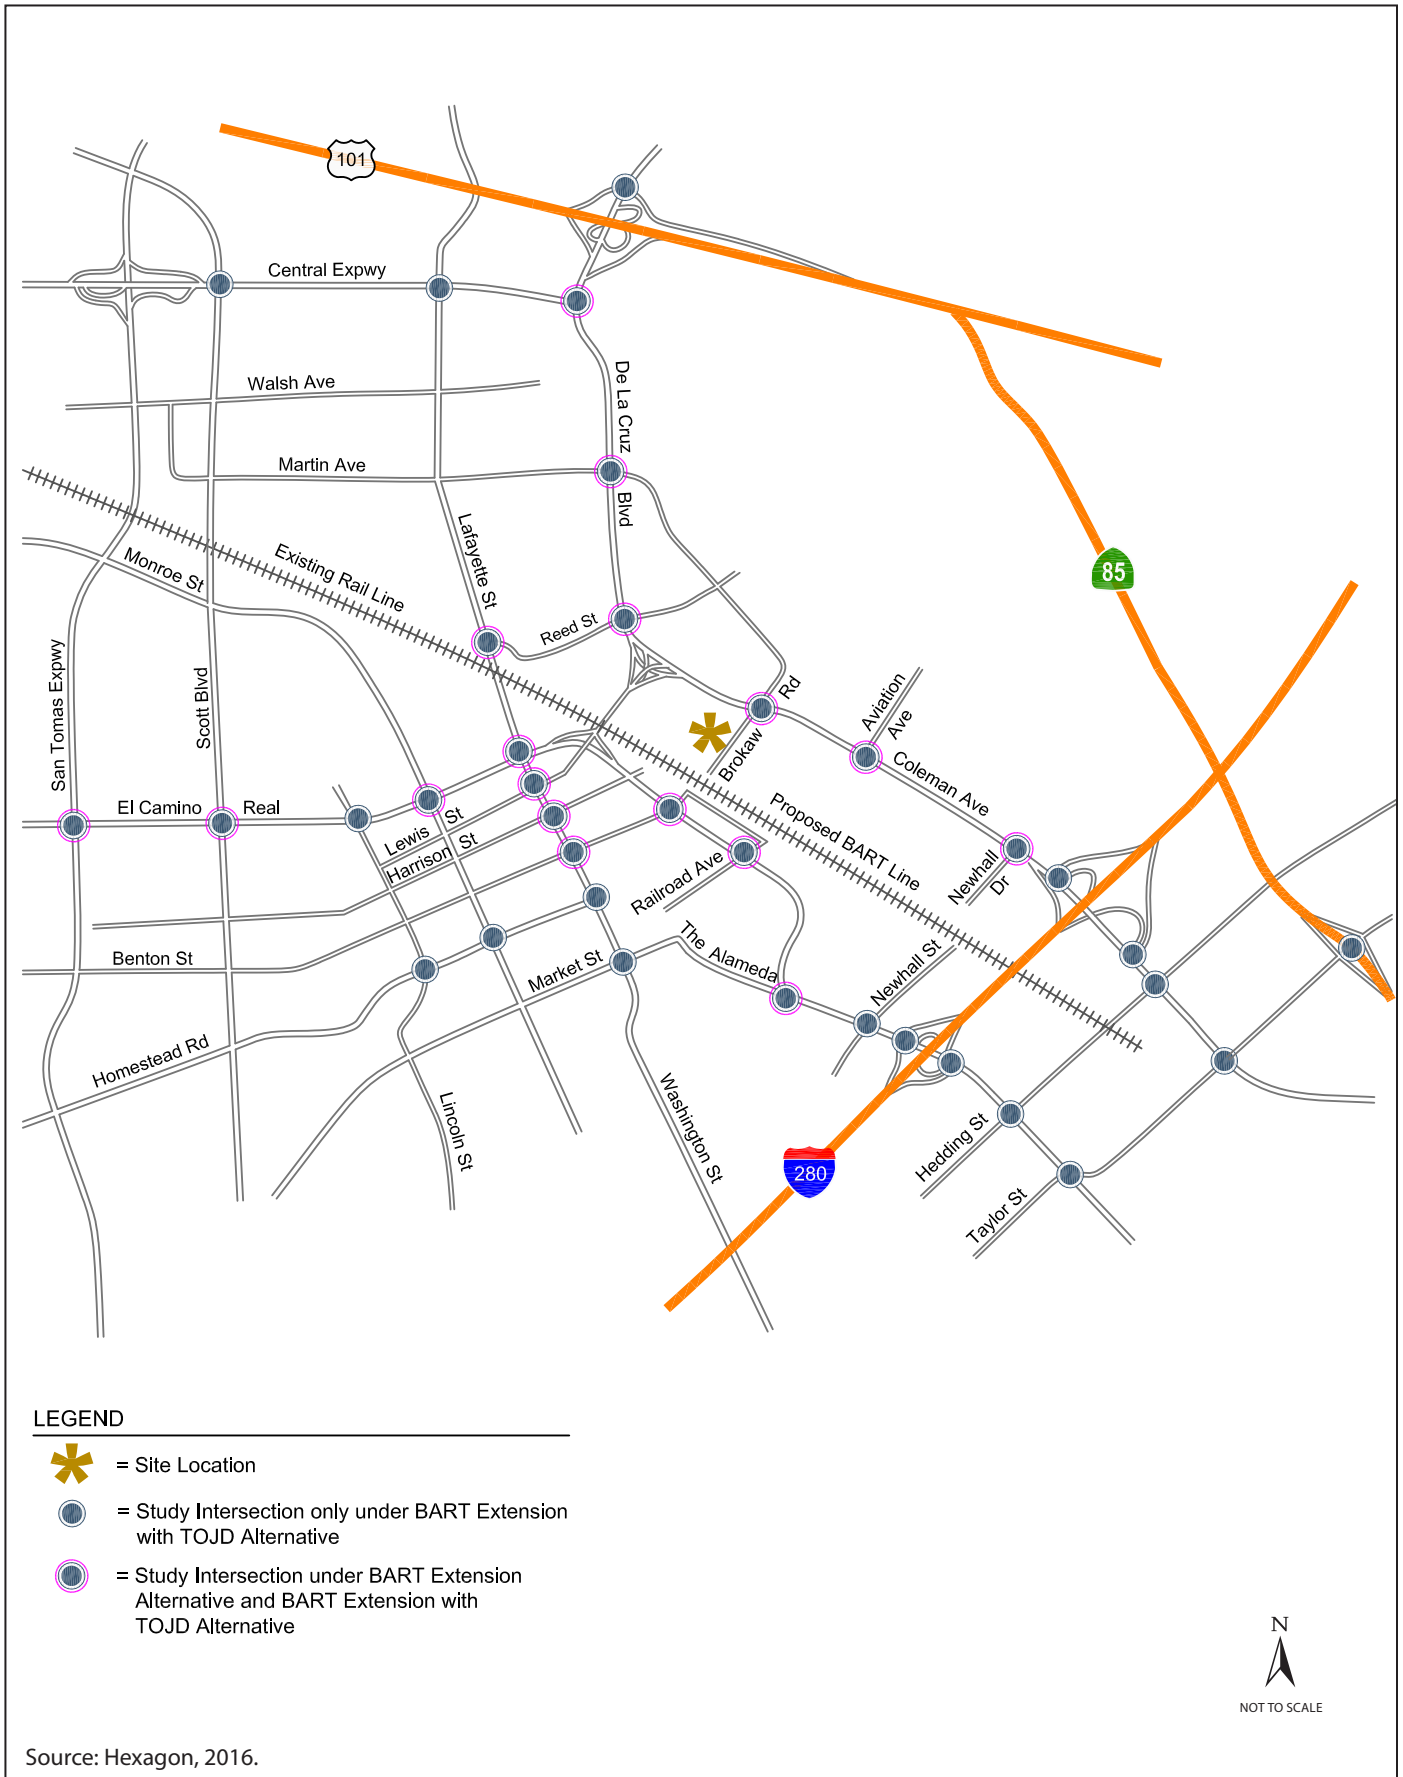 101
Central Expwy
Walsh Ave
De La Cruz
Blvd
Martin Ave
Lafayette St
Existing Rail Line
Monroe St
85
Reed St
San Tomas Expwy
Scott Blvd
Brokaw
Rd
Aviation
Ave
Coleman Ave
El Camino
Real
Lewis St
Harrison St
Proposed BART Line
Railroad Ave
Newhall
Dr
Benton St
Market St
The Alameda
Newhall St
Homestead Rd
Lincoln St
Washington St
Hedding St
Taylor St
280
LEGEND
= Site Location
= Study Intersection only under BART Extension
with TOJD Alternative
= Study Intersection under BART Extension
Alternative and BART Extension with
TOJD Alternative
N
NOT TO SCALE
Source: Hexagon, 2016.